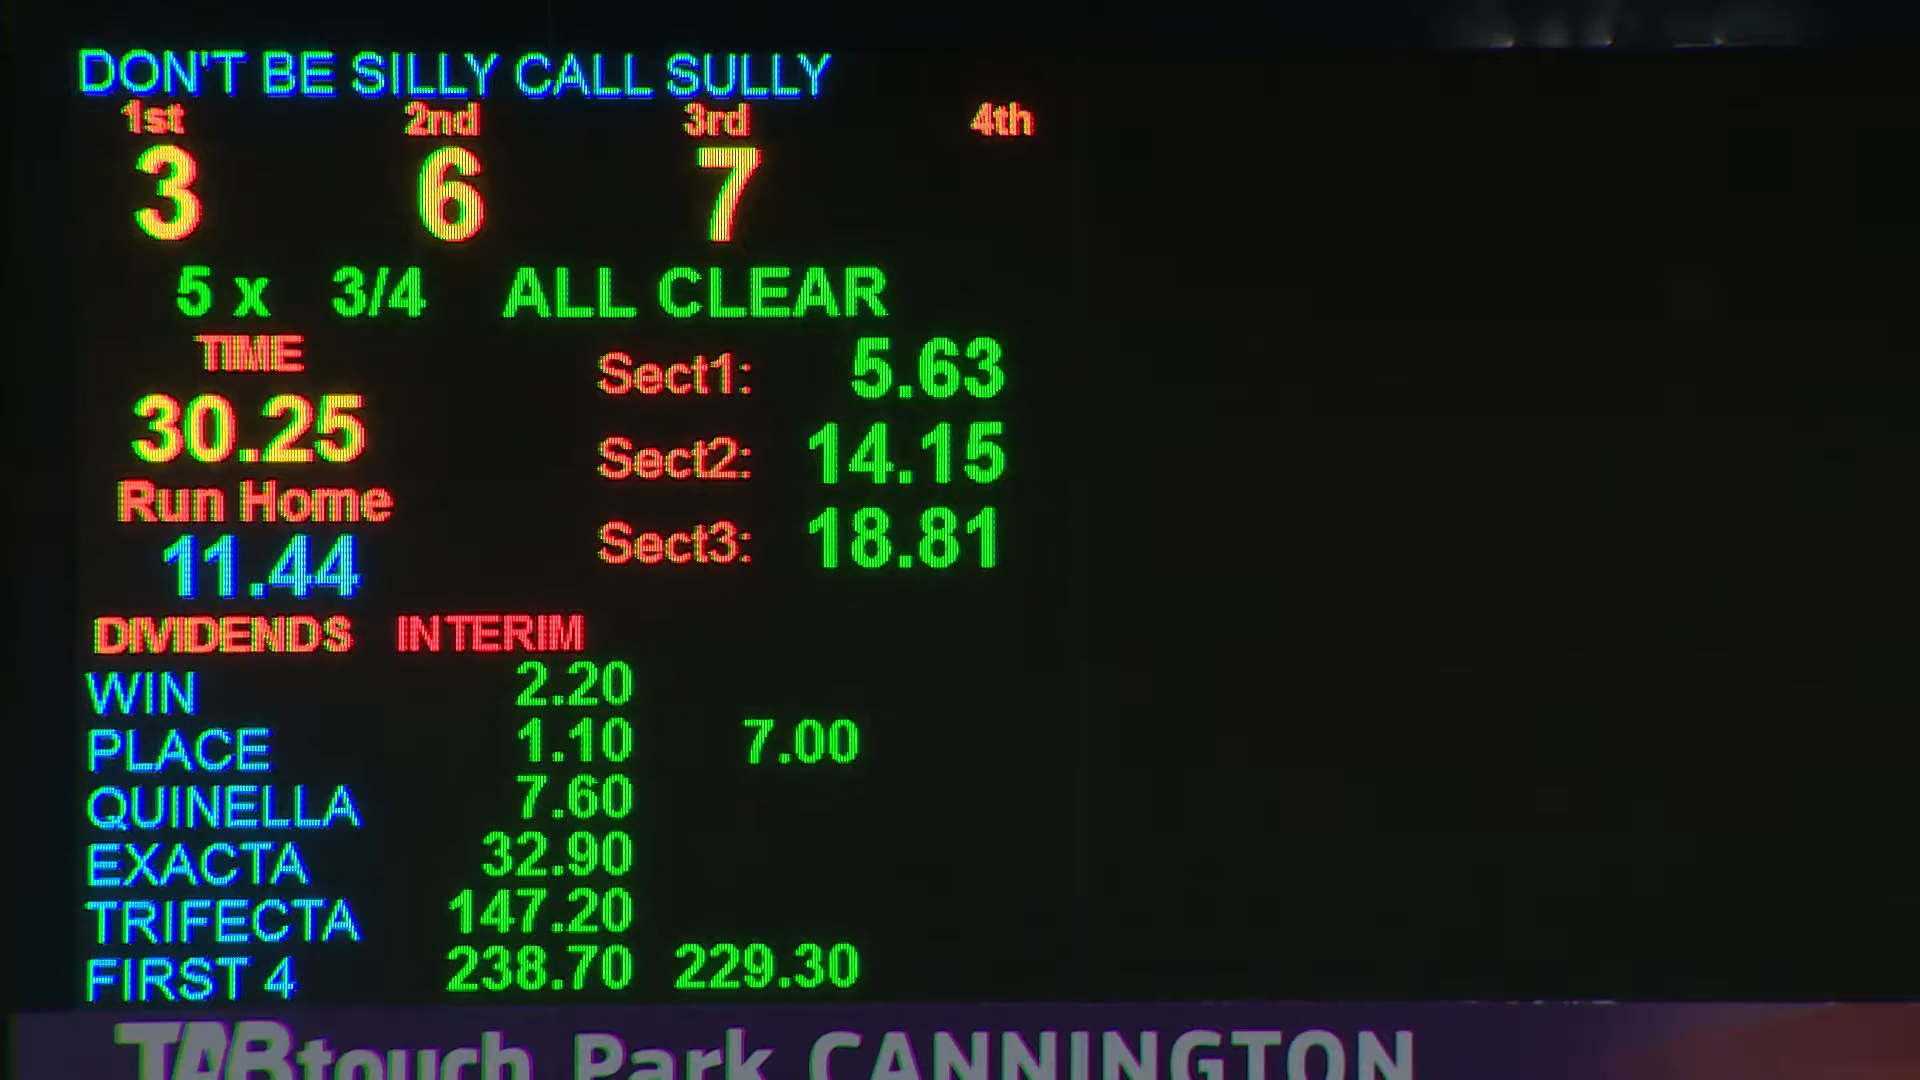 DON'T BE SILLY CALL SULLY
1st 2nd 3rd 4th
3 6 7
5 x 3/4 ALL CLEAR
TIME
30.25
Run Home
11.44
Sect1: 5.63
Sect2: 14.15
Sect3: 18.81
DIVIDENDS INTERIM
WIN 2.20
PLACE 1.10 7.00
QUINELLA 7.60
EXACTA 32.90
TRIFECTA 147.20
FIRST 4 238.70 229.30
TABtouch Park CANNINGTON